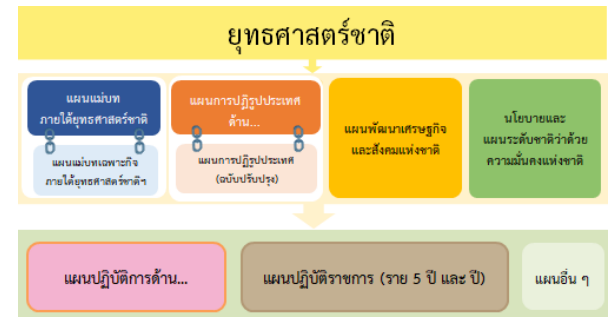 ยุทธศาสตร์ชาติ
แผนแม่บท
ภายใต้ยุทธศาสตร์ชาติ
แผนแม่บทเฉพาะกิจ
ภายใต้ยุทธศาสตร์ชาติฯ
แผนการปฏิรูปประเทศ
ด้าน...
แผนการปฏิรูปประเทศ
(ฉบับปรับปรุง)
แผนพัฒนาเศรษฐกิจ
และสังคมแห่งชาติ
นโยบายและ
แผนระดับชาติว่าด้วย
ความมั่นคงแห่งชาติ
แผนปฏิบัติการด้าน...
แผนปฏิบัติราชการ (ราย 5 ปี และ ปี)
แผนอื่น ๆ